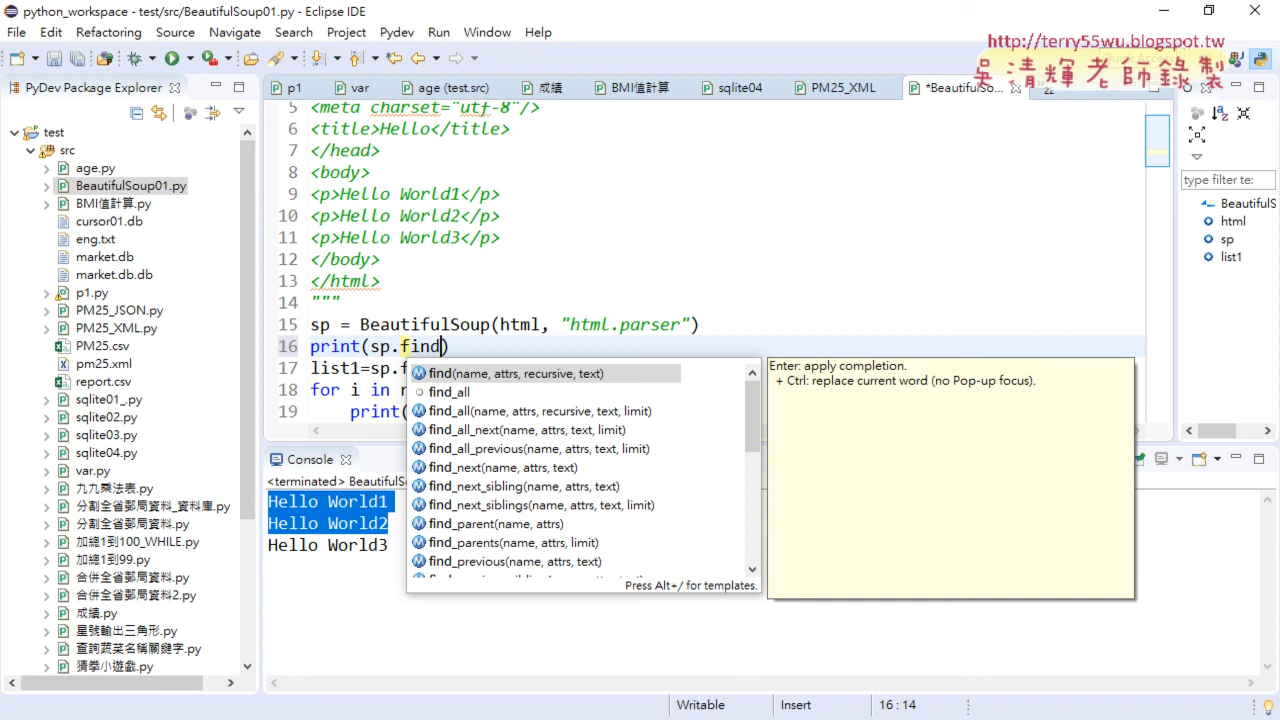 python_workspace - test/src/BeautifulSoup01.py - Eclipse IDE
File Edit Refactoring Source Navigate Search Project Pydev Run Window Help
http://terry55wu.blogspot.tw
吳清輝老師錄製
PyDev Package Explorer
p1 var age (test:src) 成績 BMI值計算 sqlite04 PM25_XML *BeautifulSo...
test
src
age.py
BeautifulSoup01.py
BMI值計算.py
cursor01.db
eng.txt
market.db
market.db.db
p1.py
PM25_JSON.py
PM25_XML.py
PM25.csv
pm25.xml
report.csv
sqlite01_.py
sqlite02.py
sqlite03.py
sqlite04.py
var.py
九九乘法表.py
分割全省郵局資料_資料庫.py
分割全省郵局資料.py
加總1到100_WHILE.py
加總1到99.py
合併全省郵局資料.py
合併全省郵局資料2.py
成績.py
星號輸出三角形.py
查詢蔬菜名稱關鍵字.py
猜拳小遊戲.py
5 <meta charset="utf-8"/>
6 <title>Hello</title>
7 </head>
8 <body>
9 <p>Hello World1</p>
10 <p>Hello World2</p>
11 <p>Hello World3</p>
12 </body>
13 </html>
14 """
15 sp = BeautifulSoup(html, "html.parser")
16 print(sp.find)
17 list1=sp.f
18 for i in r
19 print(
find(name, attrs, recursive, text)
find_all
find_all(name, attrs, recursive, text, limit)
find_all_next(name, attrs, text, limit)
find_all_previous(name, attrs, text, limit)
find_next(name, attrs, text)
find_next_sibling(name, attrs, text)
find_next_siblings(name, attrs, text, limit)
find_parent(name, attrs)
find_parents(name, attrs, limit)
find_previous(name, attrs, text)
Press Alt+/ for templates.
Enter: apply completion.
+ Ctrl: replace current word (no Pop-up focus).
type filter te:
BeautifulS
html
sp
list1
Console
<terminated> BeautifulSo
Hello World1
Hello World2
Hello World3
Writable Insert 16 : 14